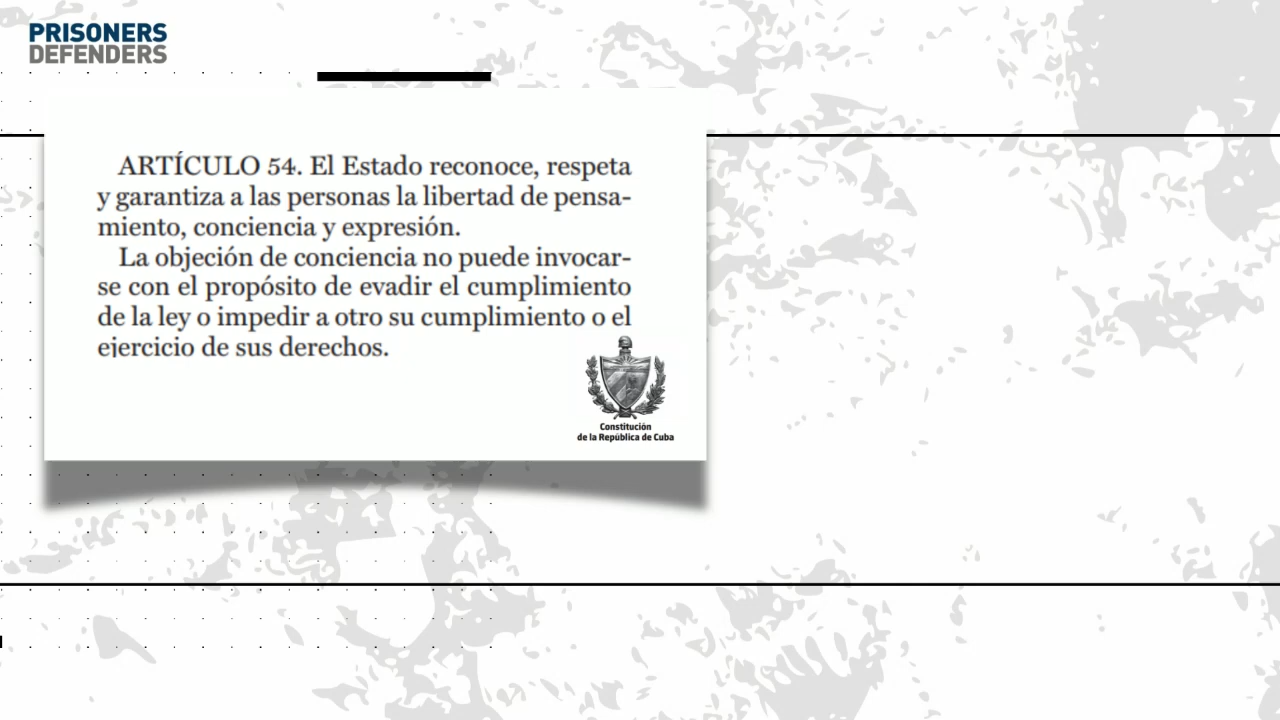 PRISONERS
DEFENDERS
ARTÍCULO 54. El Estado reconoce, respeta
y garantiza a las personas la libertad de pensa-
miento, conciencia y expresión.
La objeción de conciencia no puede invocar-
se con el propósito de evadir el cumplimiento
de la ley o impedir a otro su cumplimiento o el
ejercicio de sus derechos.
Constitución
de la República de Cuba